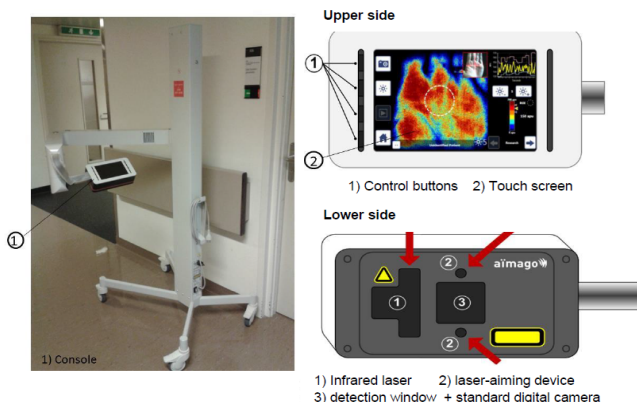 1) Console
①
Upper side
①
②
1) Control buttons 2) Touch screen
Lower side
aïmago
②
①
③
②
1) Infrared laser 2) laser-aiming device
3) detection window + standard digital camera